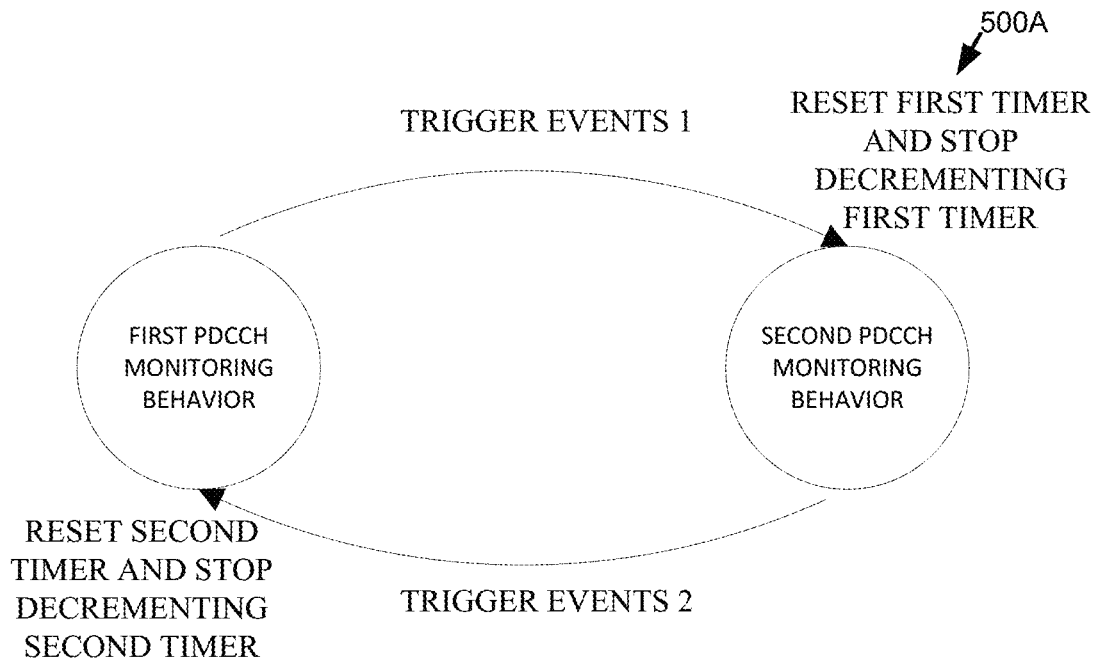 500A
TRIGGER EVENTS 1
RESET FIRST TIMER
AND STOP
DECREMENTING
FIRST TIMER
FIRST PDCCH
MONITORING
BEHAVIOR
SECOND PDCCH
MONITORING
BEHAVIOR
RESET SECOND
TIMER AND STOP
DECREMENTING
SECOND TIMER
TRIGGER EVENTS 2